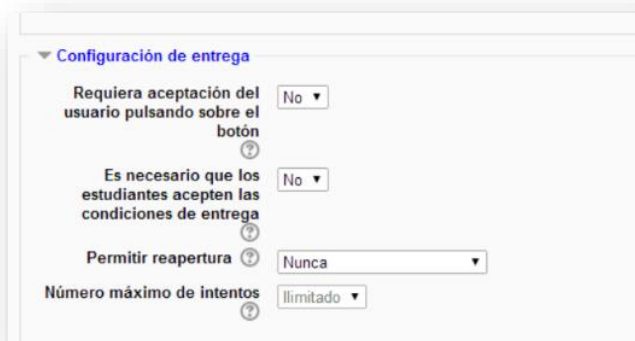 Configuración de entrega
Requiera aceptación del
usuario pulsando sobre el
botón
No
Es necesario que los
estudiantes acepten las
condiciones de entrega
No
Permitir reapertura
Nunca
Número máximo de intentos
Ilimitado